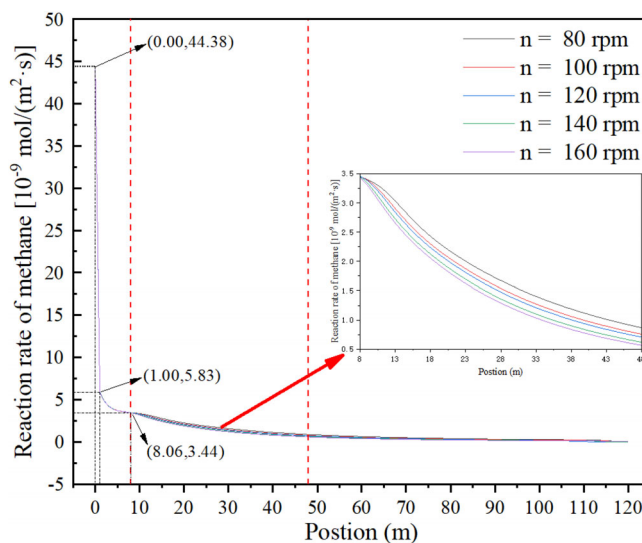 50
45
40
35
30
25
20
15
10
5
0
-5
Reaction rate of methane [10⁻⁹ mol/(m²·s)]
(0.00,44.38)
(1.00,5.83)
(8.06,3.44)
n = 80 rpm
n = 100 rpm
n = 120 rpm
n = 140 rpm
n = 160 rpm
3.5
3.0
2.5
2.0
1.5
1.0
0.5
Reaction rate of methane [10⁻⁹ mol/(m²·s)]
8 13 18 23 28 33 38 43 48
Postion (m)
0 10 20 30 40 50 60 70 80 90 100 110 120
Postion (m)